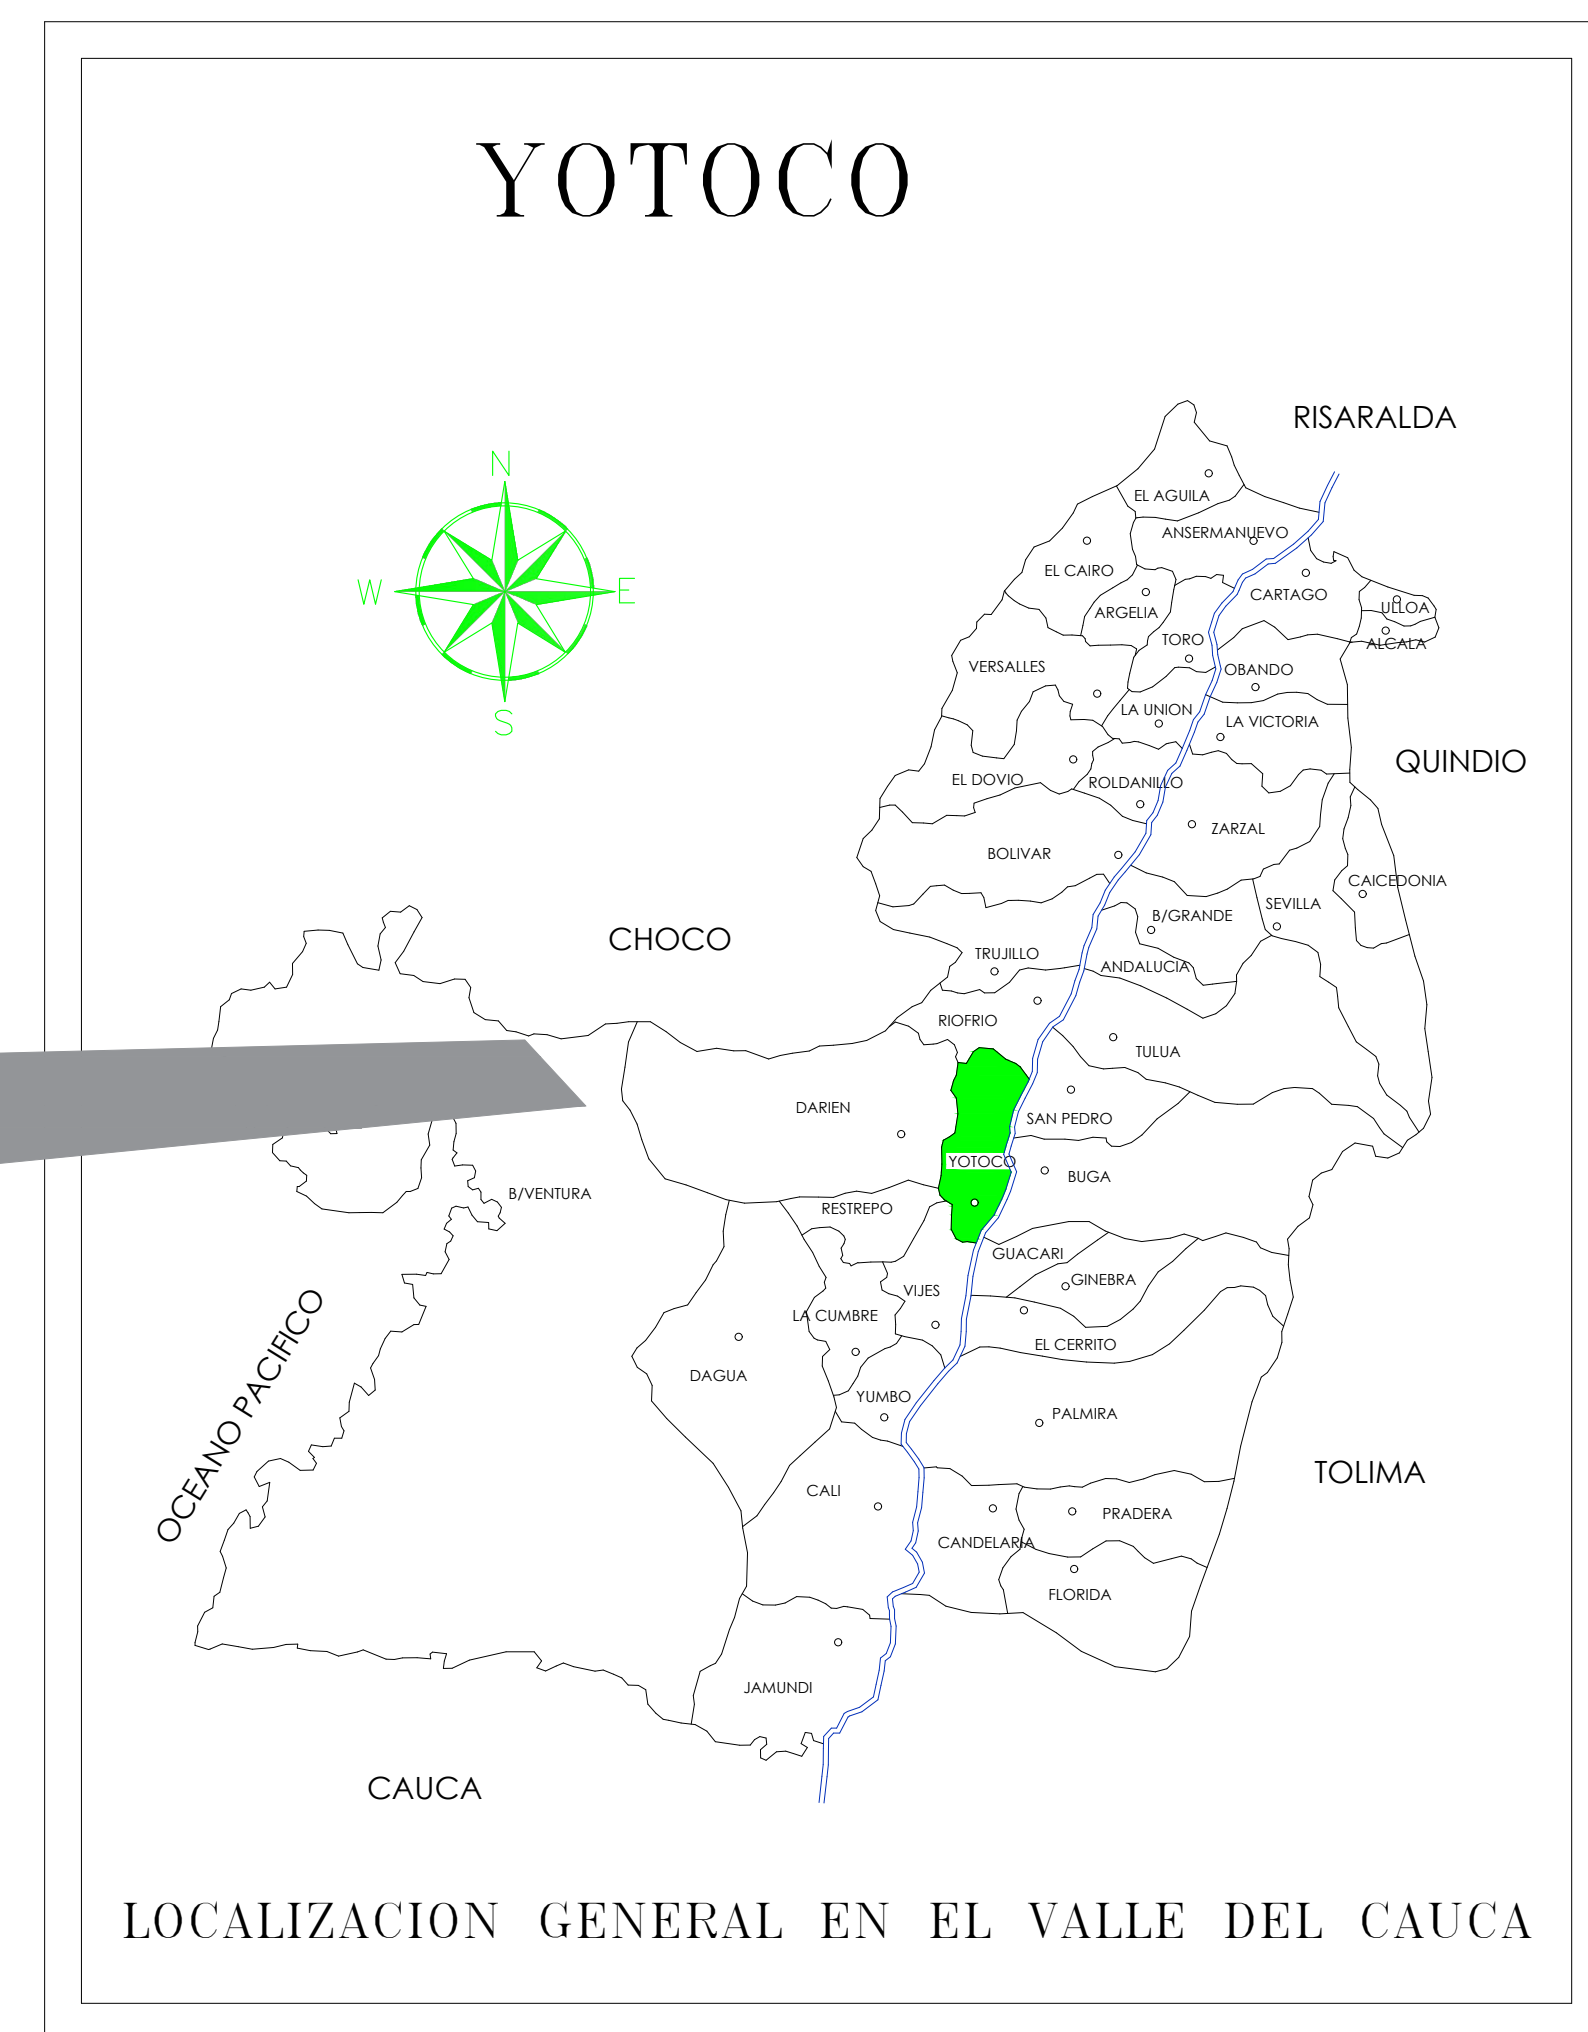 YOTOCO
RISARALDA
N
EL AGUILA
ANSERMANUEVO
EL CAIRO
W
E
CARTAGO
ULLOA
ARGELIA
TORO
ALCALA
VERSALLES
OBANDO
S
LA UNION
LA VICTORIA
QUINDIO
EL DOVIO
ROLDANILLO
ZARZAL
BOLIVAR
CAICEDONIA
SEVILLA
B/GRANDE
CHOCO
TRUJILLO
ANDALUCIA
RIOFRIO
TULUA
DARIEN
SAN PEDRO
YOTOCO
BUGA
B/VENTURA
RESTREPO
GUACARI
GINEBRA
VIJES
LA CUMBRE
OCEANO PACIFICO
EL CERRITO
DAGUA
YUMBO
PALMIRA
TOLIMA
CALI
PRADERA
CANDELARIA
FLORIDA
JAMUNDI
CAUCA
LOCALIZACION GENERAL EN EL VALLE DEL CAUCA